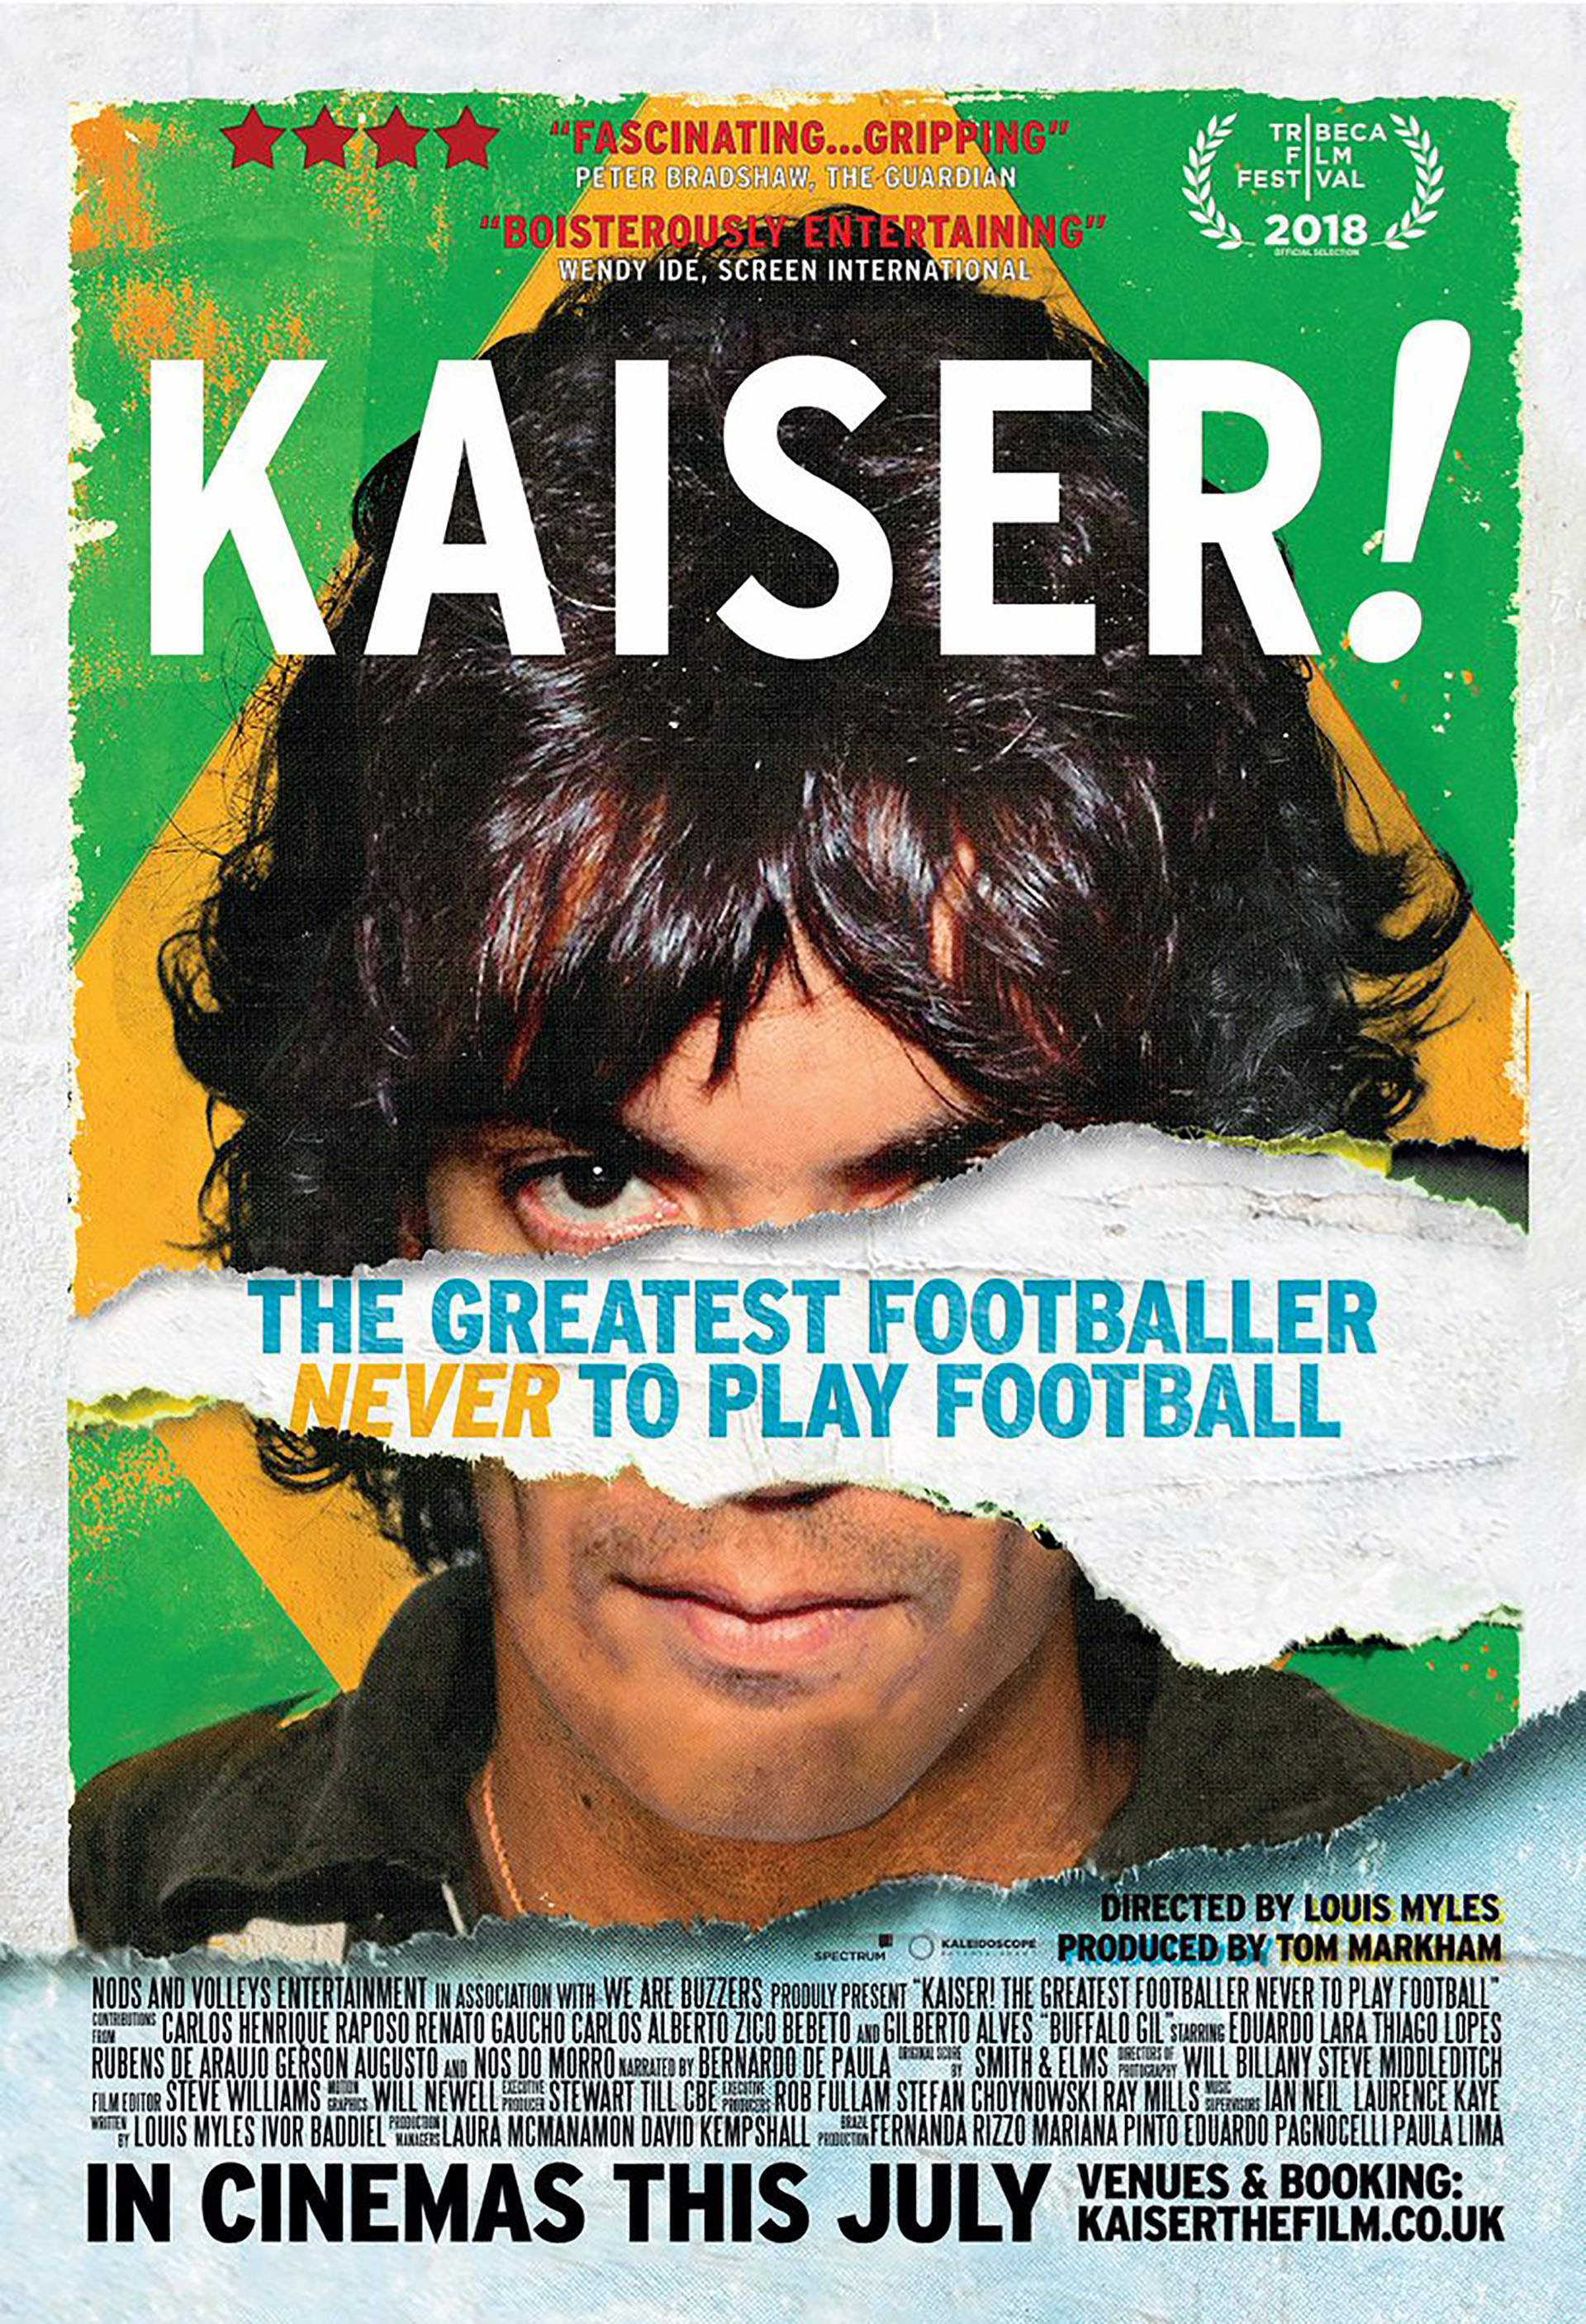 "FASCINATING...GRIPPING"
PETER BRADSHAW, THE GUARDIAN
"BOISTEROUSLY ENTERTAINING"
WENDY IDE, SCREEN INTERNATIONAL
TRIBECA
FILM
FESTIVAL
2018
OFFICIAL SELECTION
KAISER!
THE GREATEST FOOTBALLER
NEVER TO PLAY FOOTBALL
DIRECTED BY LOUIS MYLES
SPECTRUM KALEIDOSCOPE PRODUCED BY TOM MARKHAM
NODS AND VOLLEYS ENTERTAINMENT IN ASSOCIATION WITH WE ARE BUZZERS PRODULY PRESENT "KAISER! THE GREATEST FOOTBALLER NEVER TO PLAY FOOTBALL"
CONTRIBUTIONS FROM CARLOS HENRIQUE RAPOSO RENATO GAUCHO CARLOS ALBERTO ZICO BEBETO AND GILBERTO ALVES "BUFFALO GIL" STARRING EDUARDO LARA THIAGO LOPES
RUBENS DE ARAUJO GERSON AUGUSTO AND NOS DO MORRO NARRATED BY BERNARDO DE PAULA ORIGINAL SCORE BY SMITH & ELMS DIRECTORS OF PHOTOGRAPHY WILL BILLANY STEVE MIDDLEDITCH
FILM EDITOR STEVE WILLIAMS MOTION GRAPHICS WILL NEWELL EXECUTIVE PRODUCER STEWART TILL CBE EXECUTIVE PRODUCERS ROB FULLAM STEFAN CHOYNOWSKI RAY MILLS MUSIC SUPERVISORS IAN NEIL LAURENCE KAYE
WRITTEN BY LOUIS MYLES IVOR BADDIEL PRODUCTION MANAGERS LAURA MCMANAMON DAVID KEMPSHALL BRAZIL PRODUCTION FERNANDA RIZZO MARIANA PINTO EDUARDO PAGNOCELLI PAULA LIMA
IN CINEMAS THIS JULY
VENUES & BOOKING:
KAISERTHEFILM.CO.UK